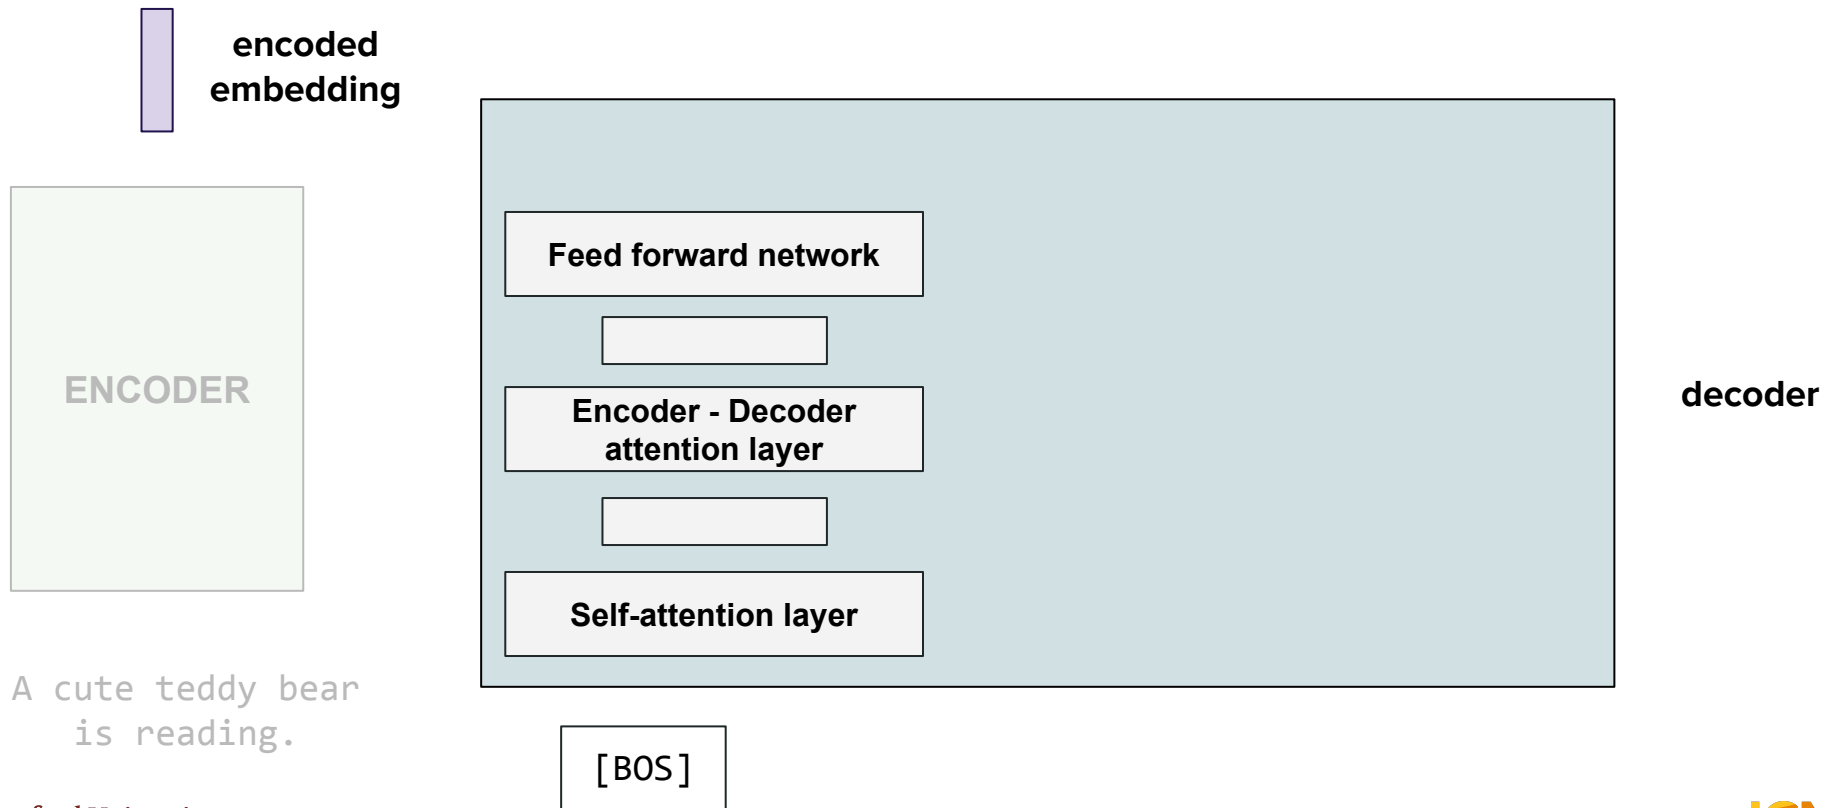 encoded
embedding
Feed forward network
ENCODER
Encoder - Decoder
attention layer
decoder
Self-attention layer
A cute teddy bear
is reading.
[BOS]